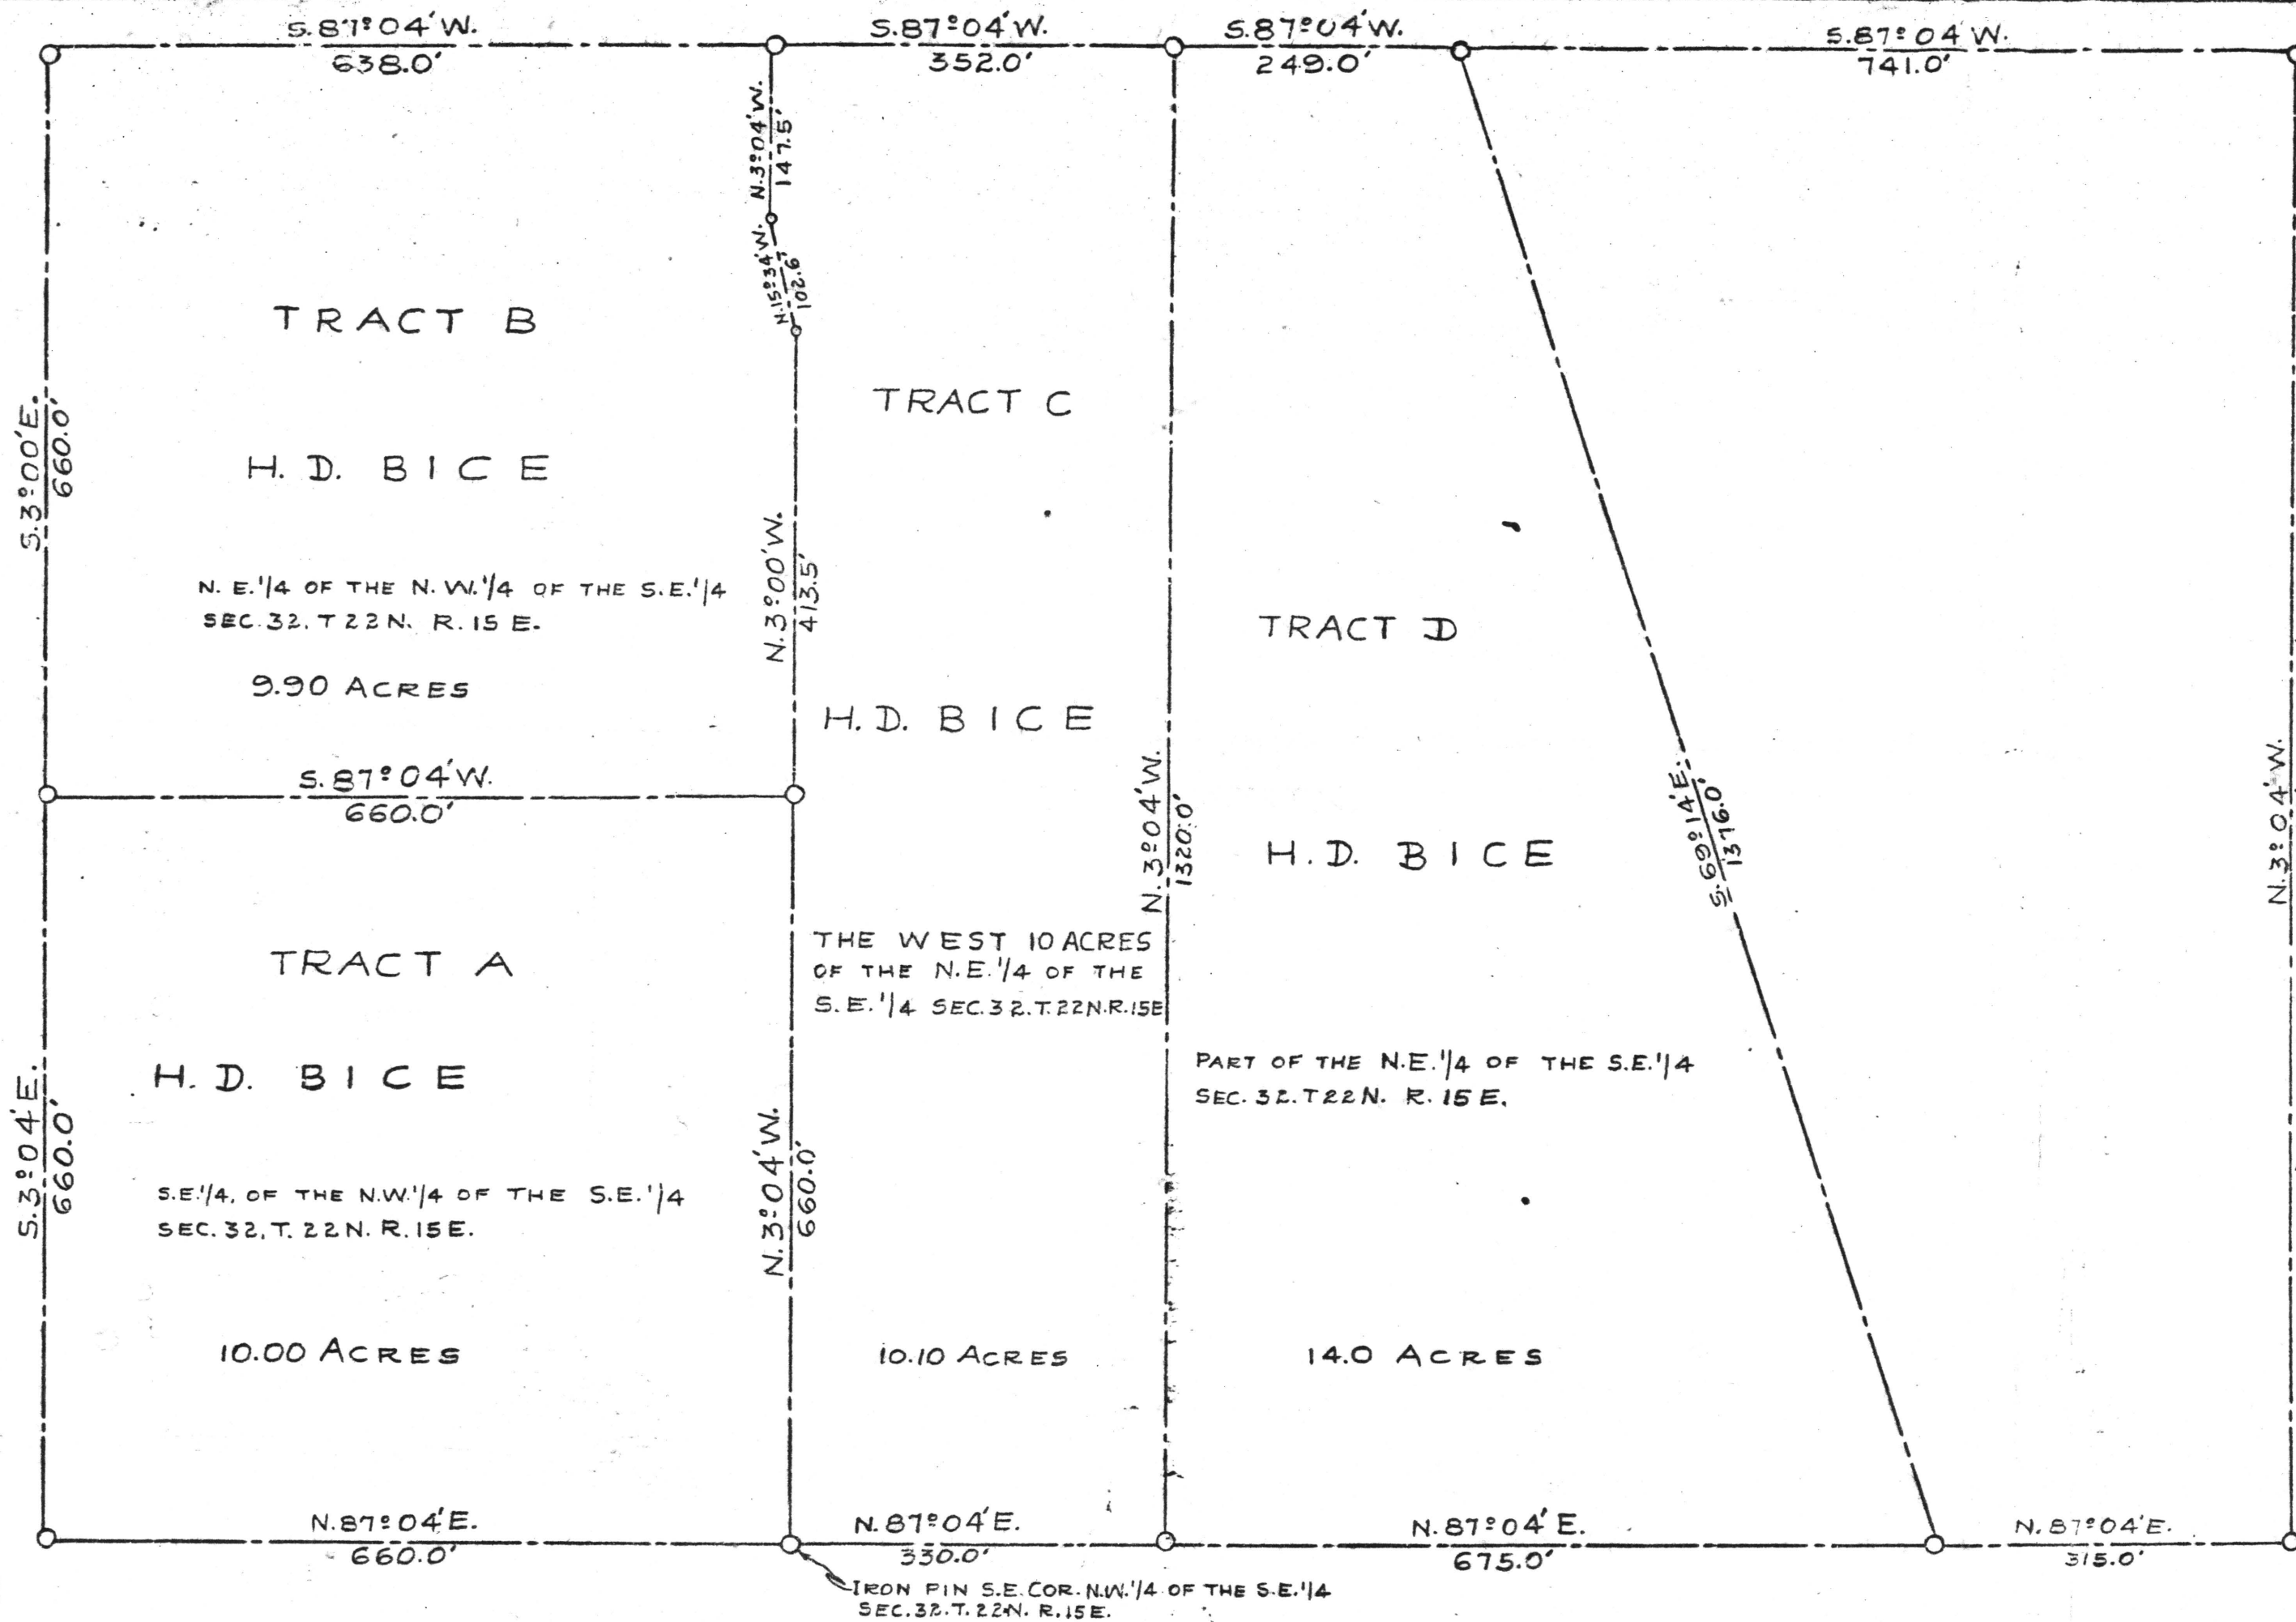 S.87°04'W.
638.0'
S.87°04'W.
352.0'
S.87°04'W.
249.0'
S.87°04'W.
741.0'
N.3°04'W.
147.5'
N.15°34'W.
102.6'
TRACT B
H. D. BICE
S.3°00'E.
660.0'
N. E. 1/4 OF THE N. W. 1/4 OF THE S.E. 1/4
SEC. 32. T 22 N. R. 15 E.
9.90 ACRES
N.3°00'W.
413.5'
TRACT C
H. D. BICE
THE WEST 10 ACRES
OF THE N.E. 1/4 OF THE
S.E. 1/4 SEC. 32. T. 22 N. R. 15 E
10.10 ACRES
N.3°04'W.
1320.0'
TRACT D
H. D. BICE
PART OF THE N.E. 1/4 OF THE S.E. 1/4
SEC. 32. T 22 N. R. 15 E.
14.0 ACRES
S.69°14'E.
1376.0'
N.3°04'W.
S.87°04'W.
660.0'
TRACT A
H. D. BICE
S.3°04'E.
660.0'
S.E. 1/4. OF THE N.W. 1/4 OF THE S.E. 1/4
SEC. 32. T. 22 N. R. 15 E.
10.00 ACRES
N.3°04'W.
660.0'
N.87°04'E.
660.0'
N.87°04'E.
330.0'
N.87°04'E.
675.0'
N.87°04'E.
315.0'
IRON PIN S.E. COR. N.W. 1/4 OF THE S.E. 1/4
SEC. 32. T. 22 N. R. 15 E.